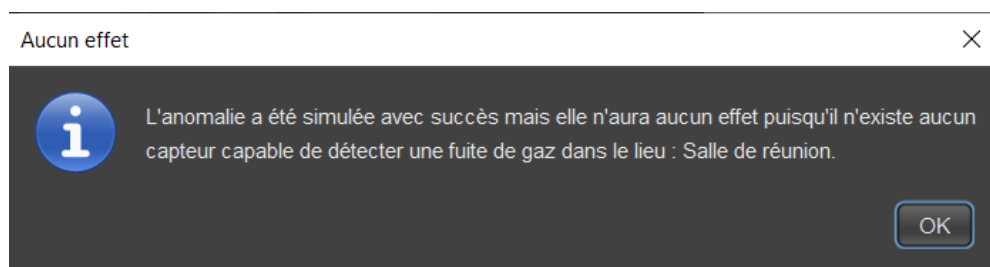 Aucun effet
L'anomalie a été simulée avec succès mais elle n'aura aucun effet puisqu'il n'existe aucun
capteur capable de détecter une fuite de gaz dans le lieu : Salle de réunion.
OK